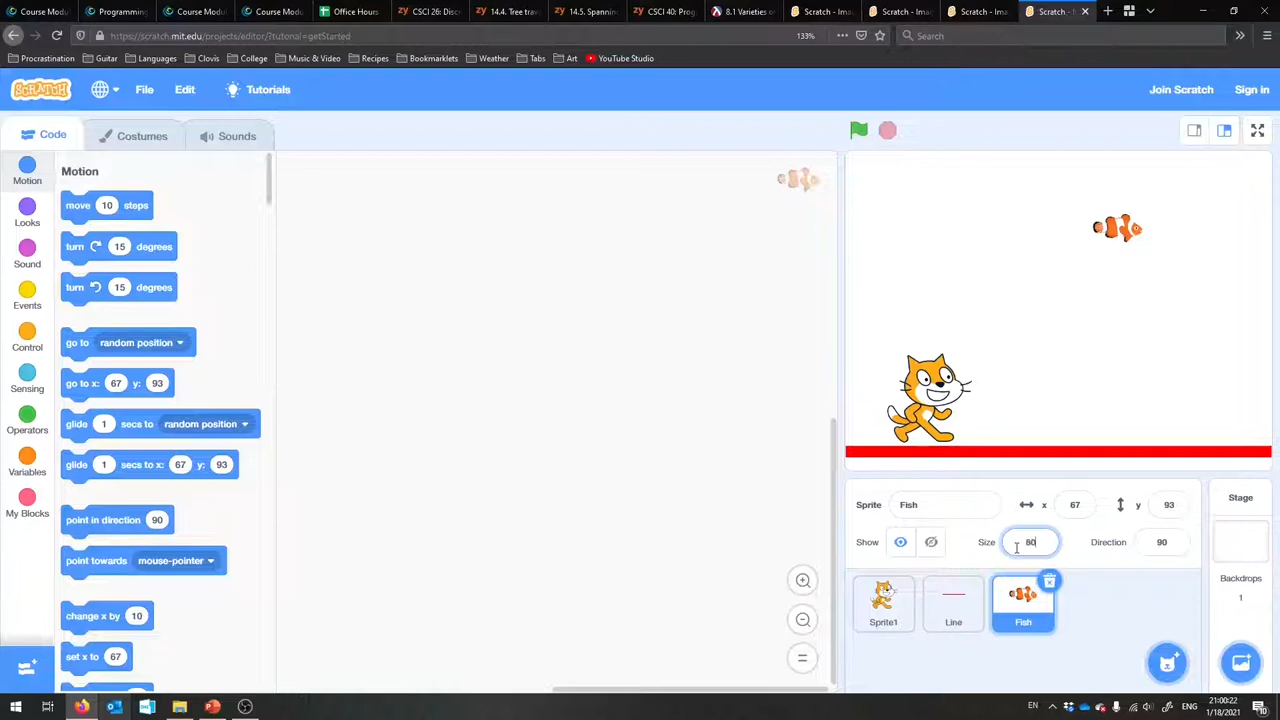 Course Modul
Programming
Course Modul
Course Modul
Office Hours
CSCI 26: Disc
14.4. Tree tra
14.5. Spannin
CSCI 40: Prog
8.1 Varieties o
Scratch - Ima
Scratch - Imag
Scratch - Ima
Scratch - I
https://scratch.mit.edu/projects/editor/?tutorial=getStarted
133%
Search
Procrastination
Guitar
Languages
Clovis
College
Music & Video
Recipes
Bookmarklets
Weather
Tabs
Art
YouTube Studio
SCRATCH
File
Edit
Tutorials
Join Scratch
Sign in
Code
Costumes
Sounds
Motion
Looks
Sound
Events
Control
Sensing
Operators
Variables
My Blocks
Motion
move 10 steps
turn 15 degrees
turn 15 degrees
go to random position
go to x: 67 y: 93
glide 1 secs to random position
glide 1 secs to x: 67 y: 93
point in direction 90
point towards mouse-pointer
change x by 10
set x to 67
Sprite Fish x 67 y 93
Show Size 80 Direction 90
Sprite1
Line
Fish
Stage
Backdrops
1
EN
ENG
21:00:22
1/18/2021
10